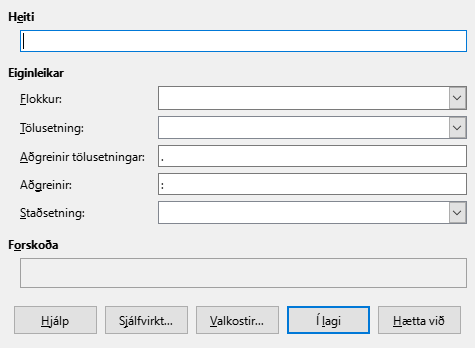 Heiti
Eiginleikar
Flokkur:
Tölusetning:
Aðgreinir tölusetningar: .
Aðgreinir: :
Staðsetning:
Forskoða
Hjálp Sjálfvirkt... Valkostir... Í lagi Hætta við